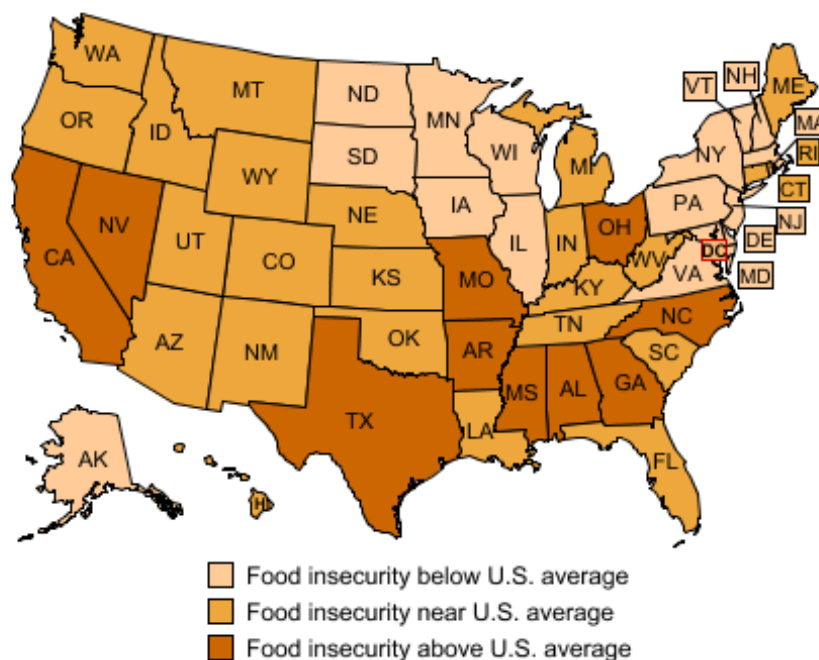 WA
MT
ND
MN
VT
NH
ME
OR
ID
SD
WI
MI
NY
MA
RI
WY
IA
PA
CT
NV
NE
IL
IN
OH
NJ
CA
UT
CO
KS
MO
WV
VA
DC
DE
MD
KY
AZ
NM
OK
AR
TN
NC
SC
TX
MS
AL
GA
LA
FL
AK
H
Food insecurity below U.S. average
Food insecurity near U.S. average
Food insecurity above U.S. average